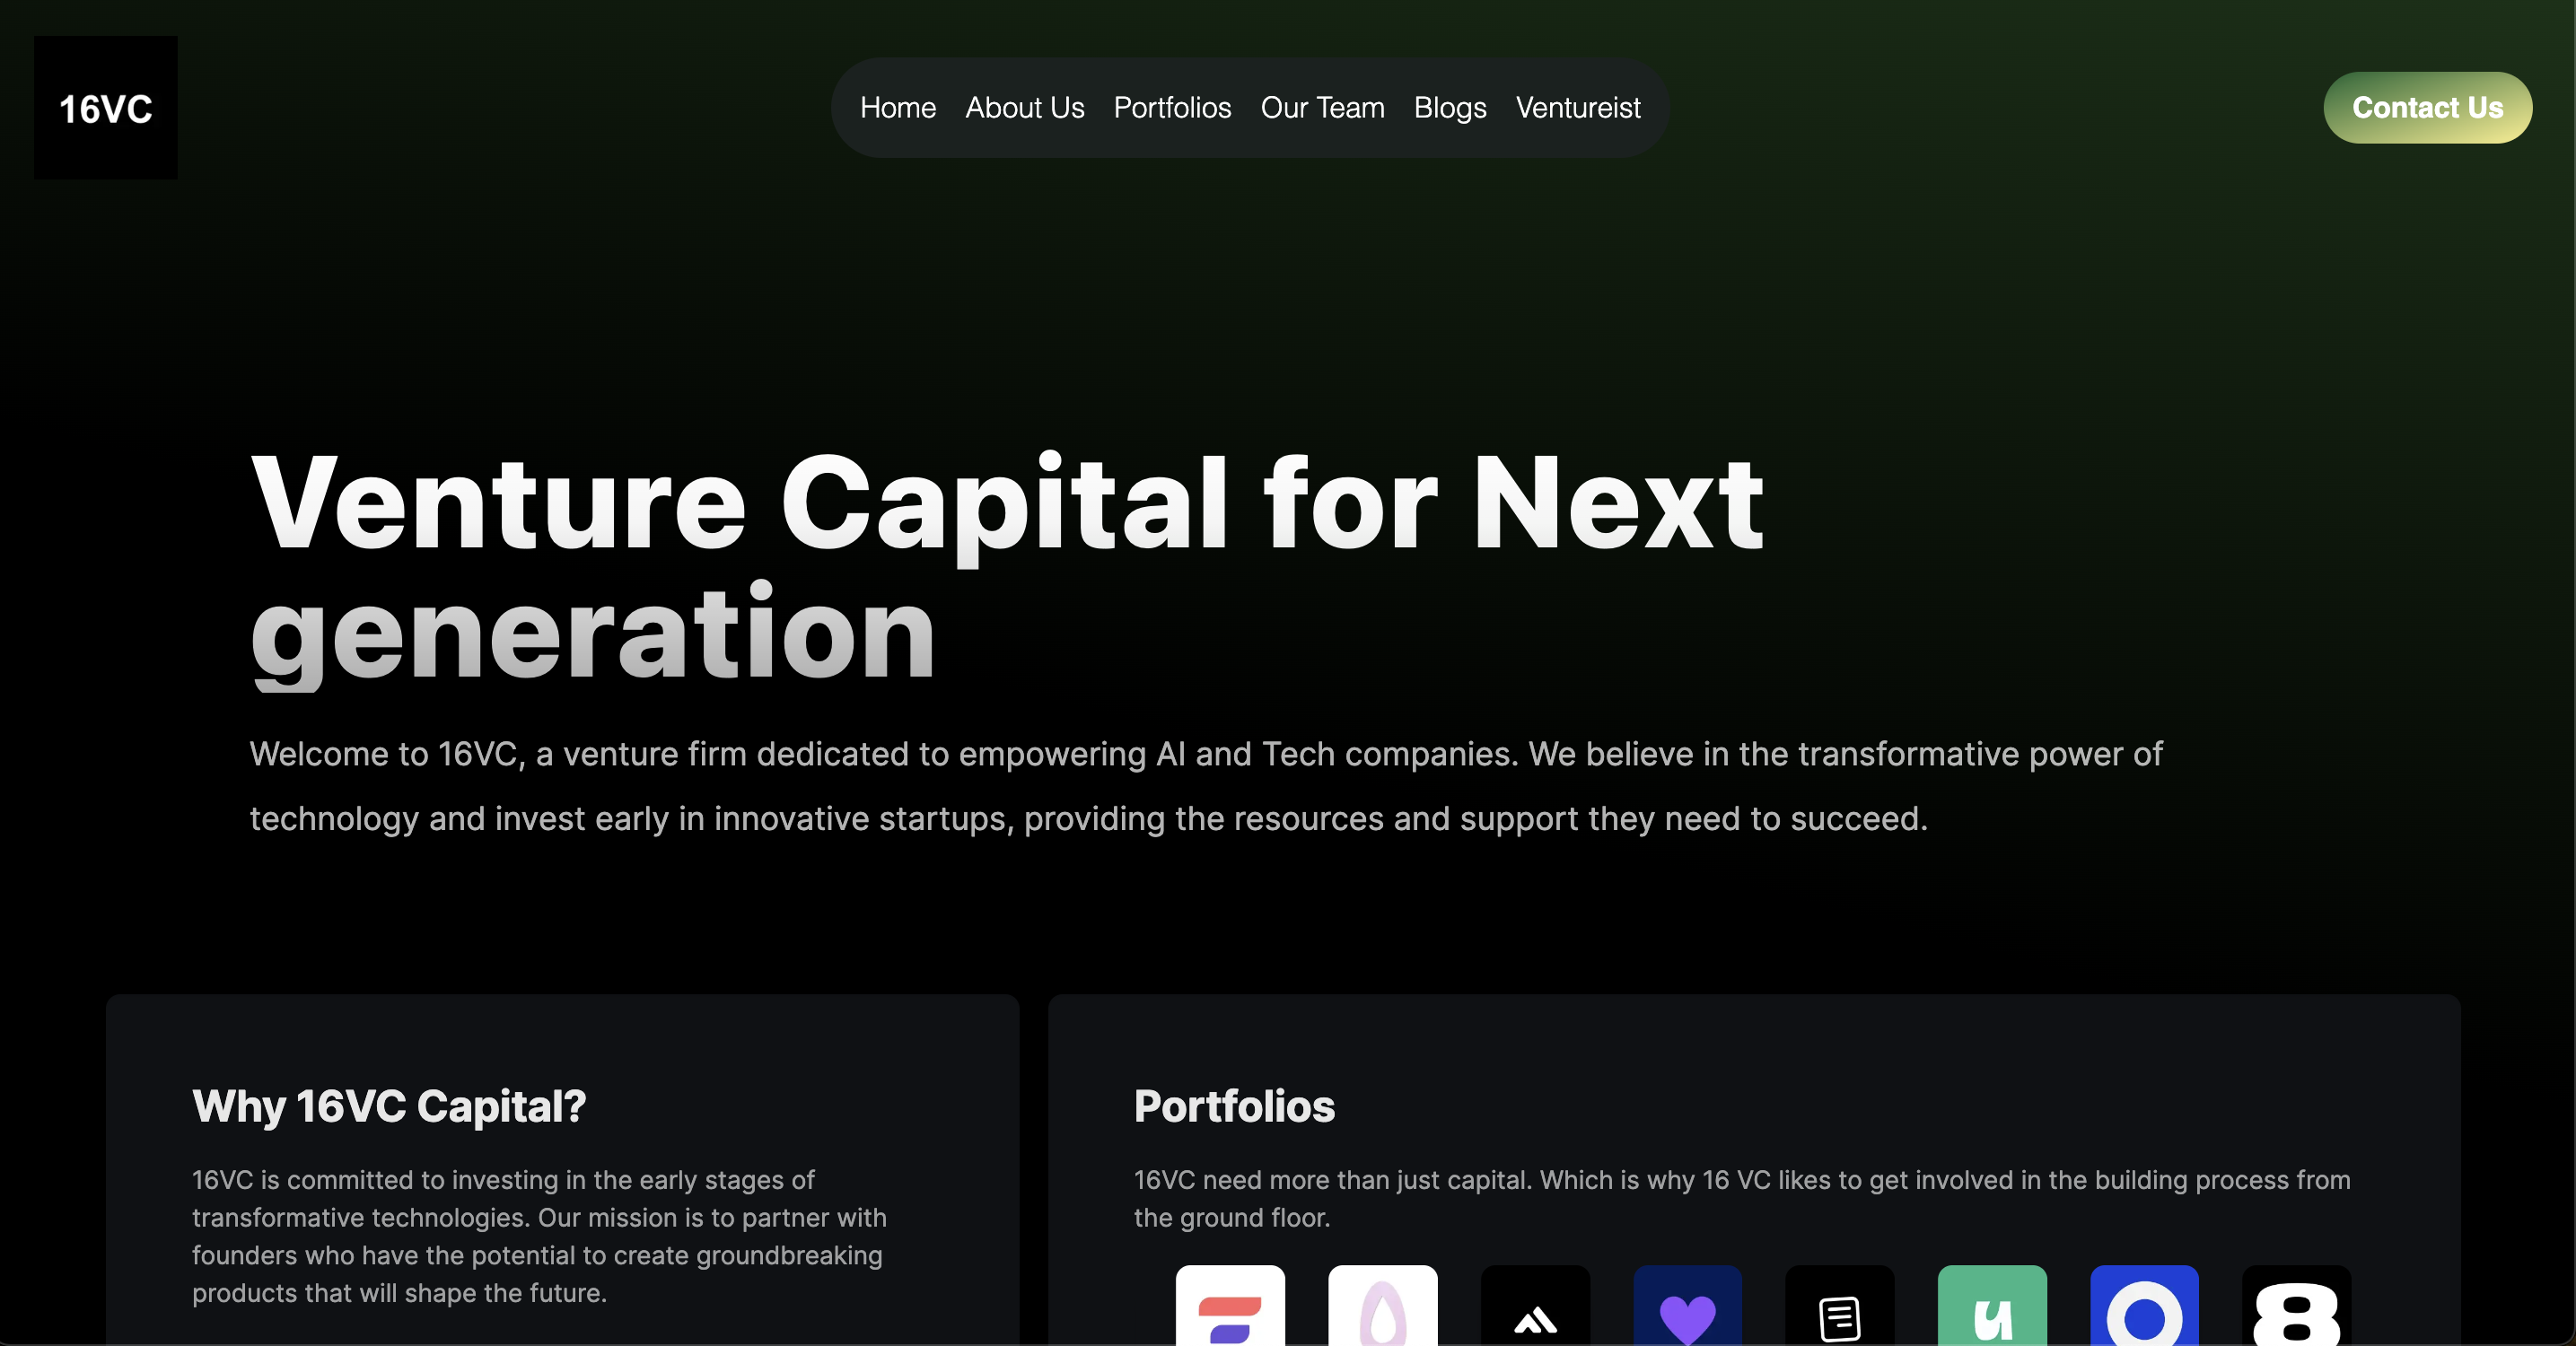 16VC
Home About Us Portfolios Our Team Blogs Ventureist
Contact Us
Venture Capital for Next
generation
Welcome to 16VC, a venture firm dedicated to empowering AI and Tech companies. We believe in the transformative power of
technology and invest early in innovative startups, providing the resources and support they need to succeed.
Why 16VC Capital?
16VC is committed to investing in the early stages of
transformative technologies. Our mission is to partner with
founders who have the potential to create groundbreaking
products that will shape the future.
Portfolios
16VC need more than just capital. Which is why 16 VC likes to get involved in the building process from
the ground floor.
u
8